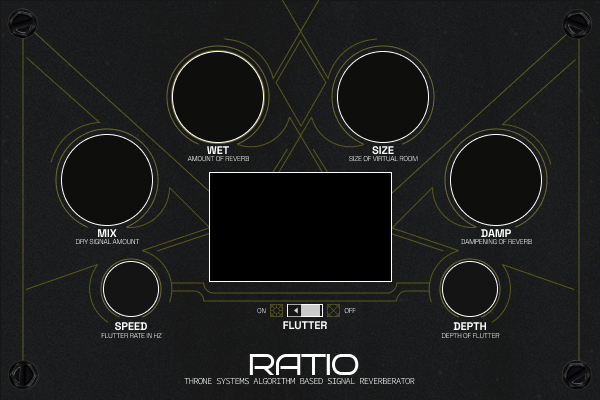 WET
AMOUNT OF REVERB
SIZE
SIZE OF VIRTUAL ROOM
MIX
DRY SIGNAL AMOUNT
DAMP
DAMPENING OF REVERB
SPEED
FLUTTER RATE IN HZ
ON
OFF
FLUTTER
DEPTH
DEPTH OF FLUTTER
RATIO
THRONE SYSTEMS ALGORITHM BASED SIGNAL REVERBERATOR